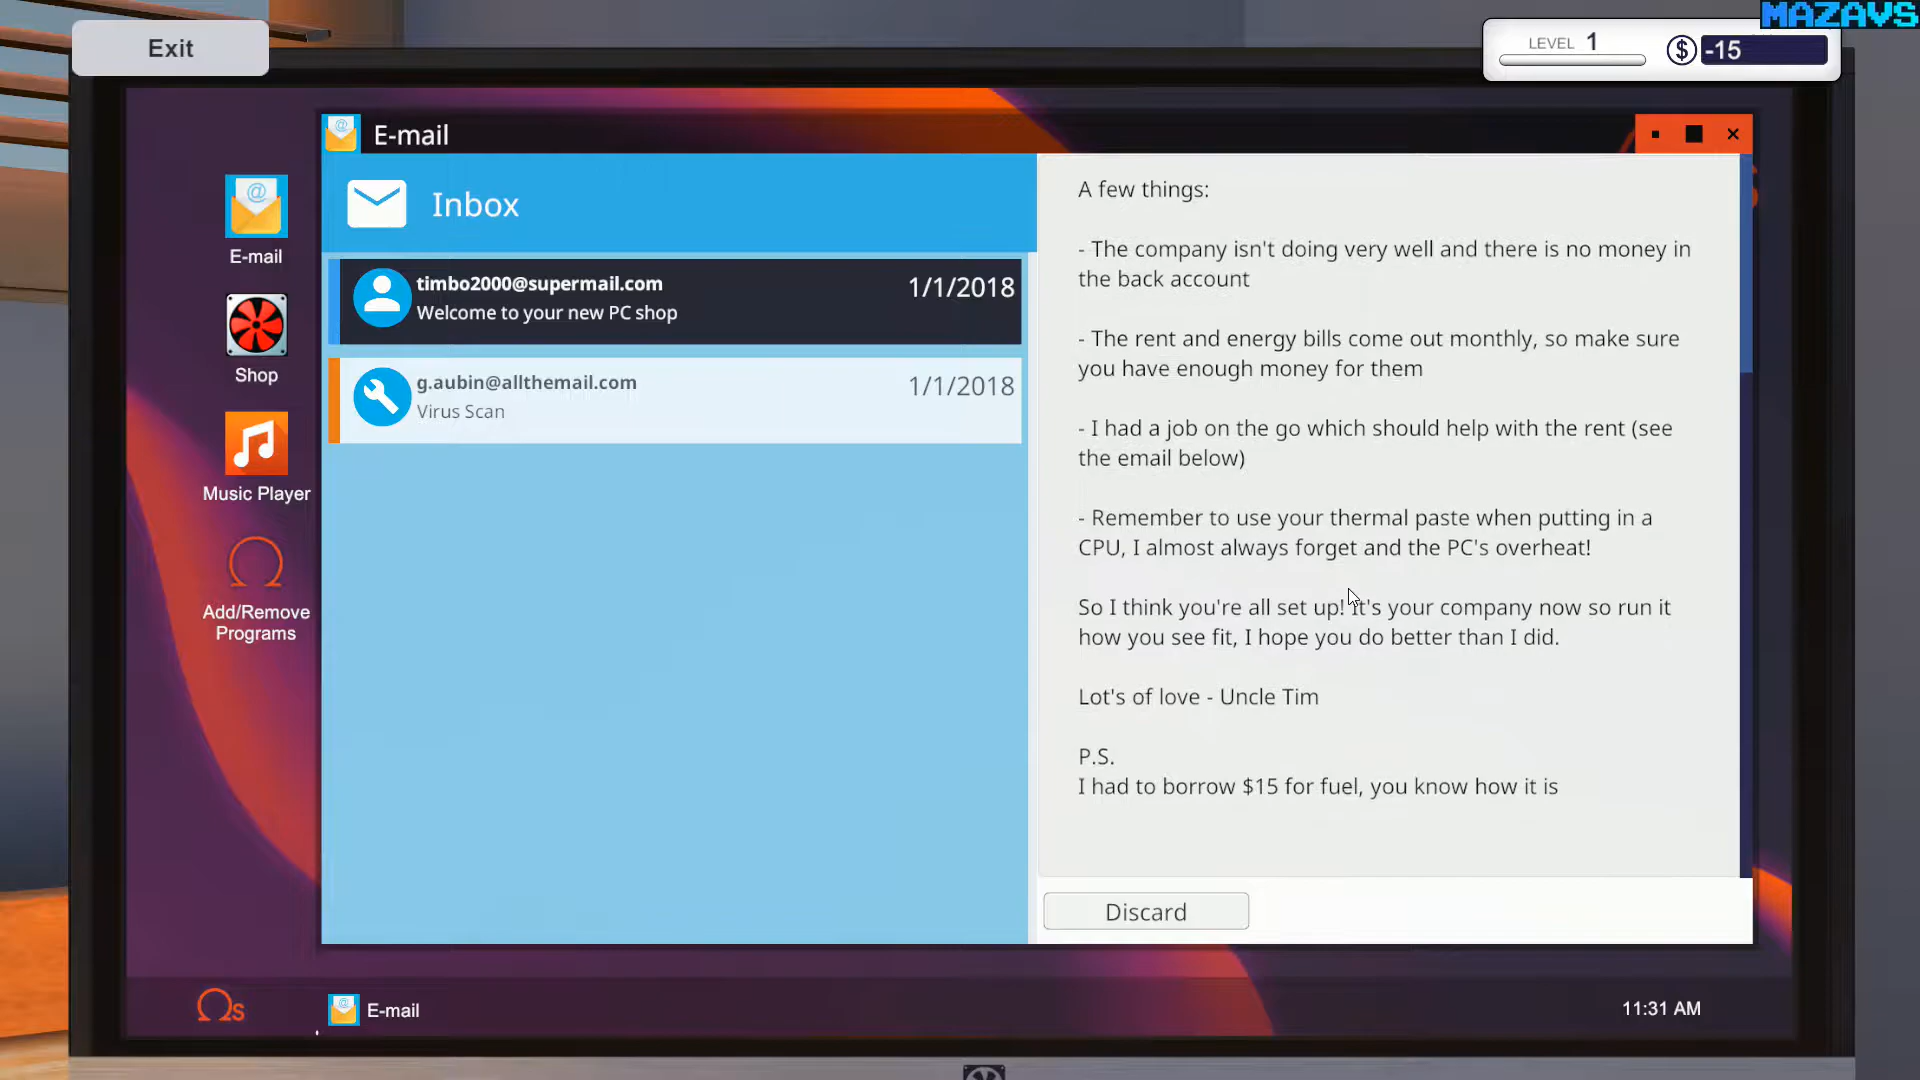 MAZAVS
Exit
LEVEL 1
$ -15
E-mail
Inbox
timbo2000@supermail.com
1/1/2018
Welcome to your new PC shop
g.aubin@allthemail.com
1/1/2018
Virus Scan
E-mail
Shop
Music Player
Add/Remove
Programs
A few things:
- The company isn't doing very well and there is no money in
the back account
- The rent and energy bills come out monthly, so make sure
you have enough money for them
- I had a job on the go which should help with the rent (see
the email below)
- Remember to use your thermal paste when putting in a
CPU, I almost always forget and the PC's overheat!
So I think you're all set up! It's your company now so run it
how you see fit, I hope you do better than I did.
Lot's of love - Uncle Tim
P.S.
I had to borrow $15 for fuel, you know how it is
Discard
Ωs
E-mail
11:31 AM